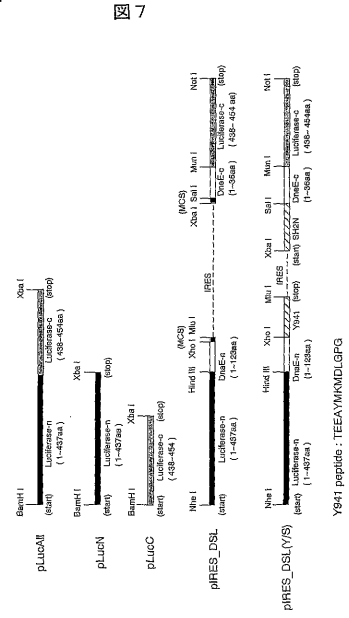 図7
pLucAll
BamH I
Xba I
Luciferase-n
Luciferase-c
(start)
(1~437aa)
(438~454aa)
(stop)
pLucN
BamH I
Xba I
Luciferase-n
(start)
(1~437aa)
(stop)
pLucC
BamH I
Xba I
Luciferase-c
(start)
(438~454)
(stop)
pIRES_DSL
(MCS)
(MCS)
Nhe I
Hind III
Xho I
Mlu I
IRES
Xba I
Sal I
Mun I
Not I
Luciferase-n
DnaE-n
DnaE-c
Luciferase-c
(start)
(1~437aa)
(1~123aa)
(1~36aa)
(438~454 aa)
(stop)
pIRES_DSL(Y/S)
Nhe I
Hind III
Xho I
Mlu I
IRES
Xba I
Sal I
Mun I
Not I
Luciferase-n
DnaE-n
Y941
SH2N
DnaE-c
Luciferase-c
(start)
(1~437aa)
(1~123aa)
(stop)
(start)
(1~36aa)
(438~454aa)
(stop)
Y941 peptide : TEEAYMKMDLGPG